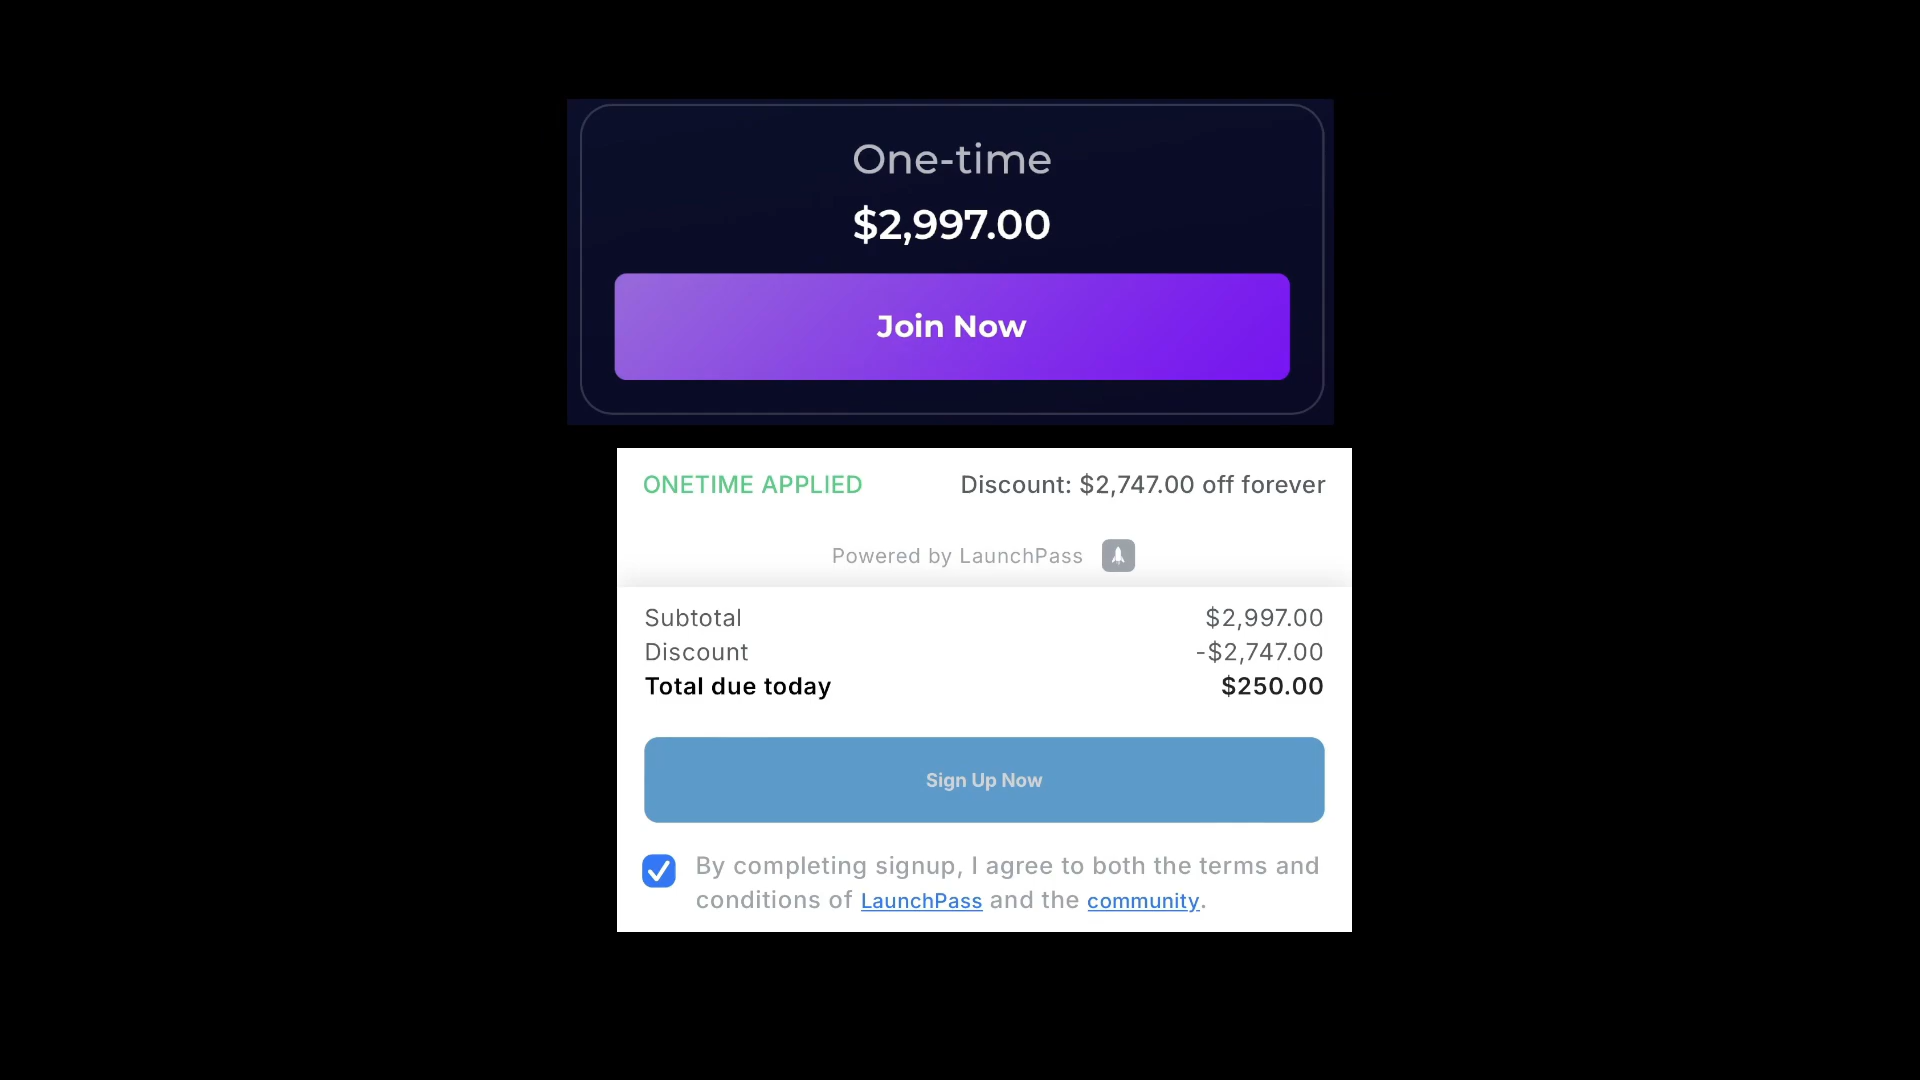 One-time
$2,997.00
Join Now
ONETIME APPLIED Discount: $2,747.00 off forever
Powered by LaunchPass
Subtotal $2,997.00
Discount -$2,747.00
Total due today $250.00
Sign Up Now
By completing signup, I agree to both the terms and
conditions of LaunchPass and the community.